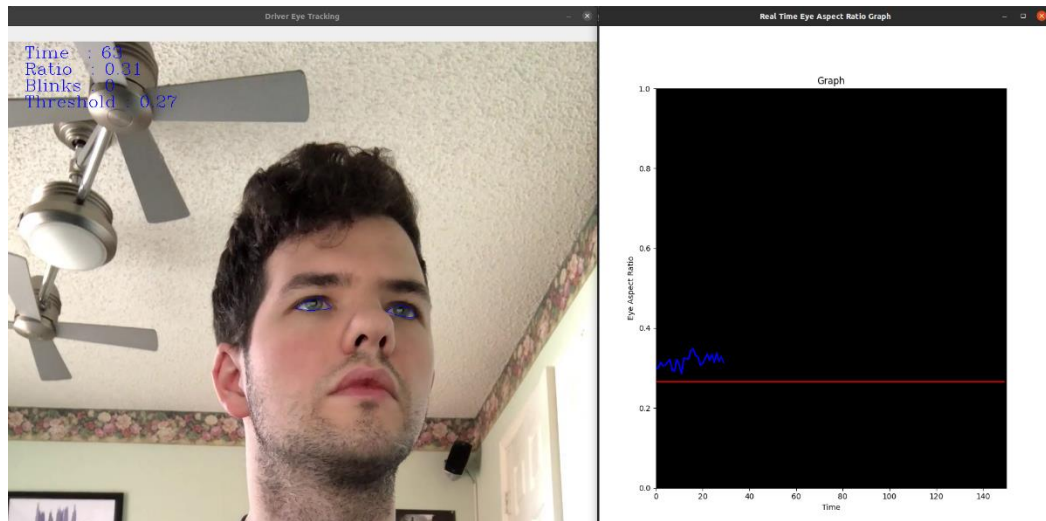 Driver Eye Tracking
Time : 63
Ratio : 0.31
Blinks : 0
Threshold : 0.27
Real Time Eye Aspect Ratio Graph
Graph
1.0
0.8
0.6
0.4
0.2
0.0
Eye Aspect Ratio
0 20 40 60 80 100 120 140
Time